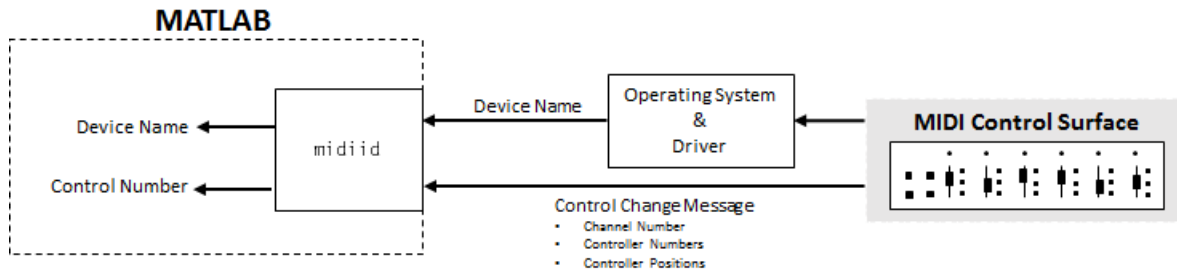 MATLAB
Device Name
Control Number
midiid
Device Name
Operating System
&
Driver
MIDI Control Surface
Control Change Message
• Channel Number
• Controller Numbers
• Controller Positions